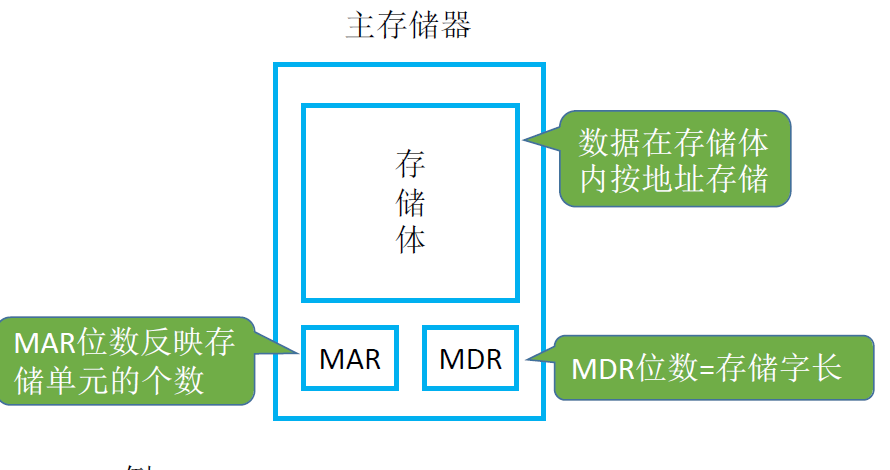 主存储器
数据在存储体
内按地址存储
存
储
体
MAR位数反映存
储单元的个数
MAR
MDR
MDR位数=存储字长